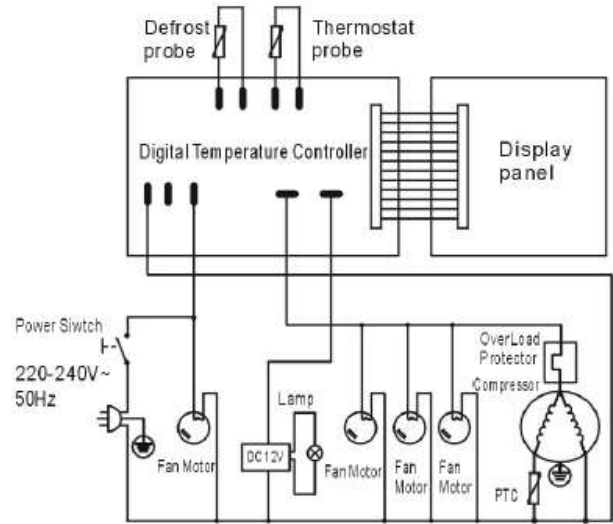 Defrost
probe
Thermostat
probe
Digital Temperature Controller
Display
panel
Power Siwtch
220-240V~
50Hz
OverLoad
Protector
Compressor
Lamp
DC12V
Fan Motor
Fan Motor
Fan
Motor
Fan
Motor
PTC